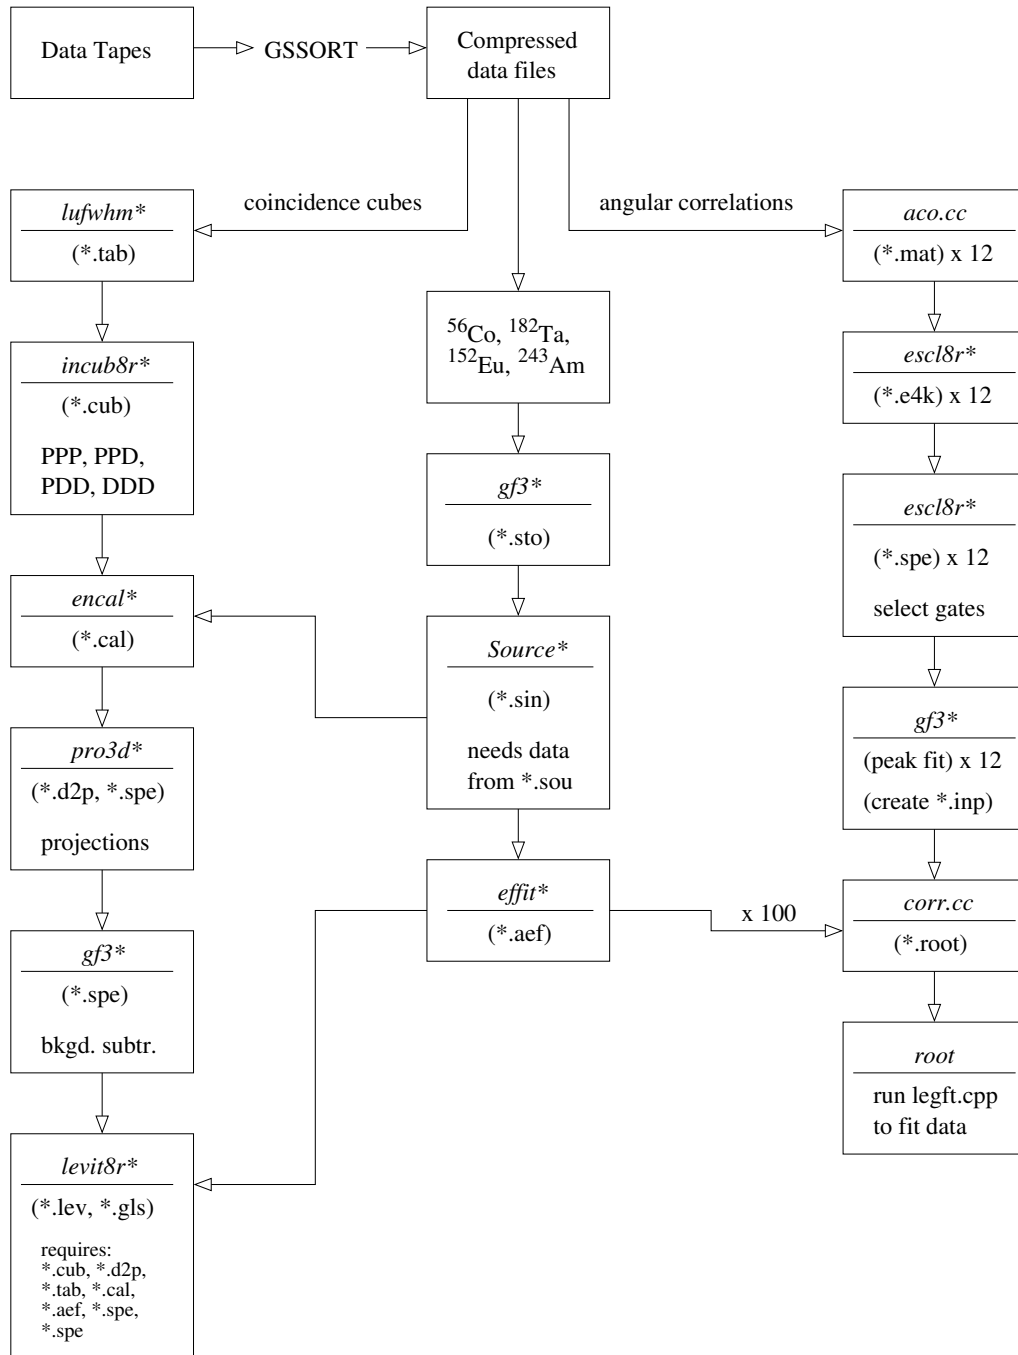 Data Tapes
GSSORT
Compressed
data files
coincidence cubes
angular correlations
lufwhm*
(*.tab)
incub8r*
(*.cub)
PPP, PPD,
PDD, DDD
encal*
(*.cal)
pro3d*
(*.d2p, *.spe)
projections
gf3*
(*.spe)
bkgd. subtr.
levit8r*
(*.lev, *.gls)
requires:
*.cub, *.d2p,
*.tab, *.cal,
*.aef, *.spe,
*.spe
56Co, 182Ta,
152Eu, 243Am
gf3*
(*.sto)
Source*
(*.sin)
needs data
from *.sou
effit*
(*.aef)
x 100
aco.cc
(*.mat) x 12
escl8r*
(*.e4k) x 12
escl8r*
(*.spe) x 12
select gates
gf3*
(peak fit) x 12
(create *.inp)
corr.cc
(*.root)
root
run legft.cpp
to fit data